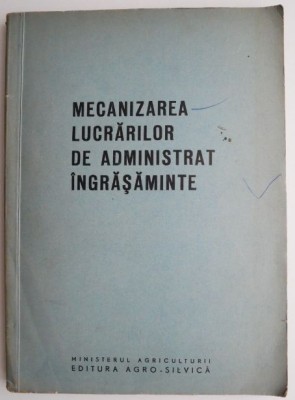 MECANIZAREA
LUCRĂRILOR
DE ADMINISTRAT
ÎNGRĂȘĂMINTE
MINISTERUL AGRICULTURII
EDITURA AGRO-SILVICĂ